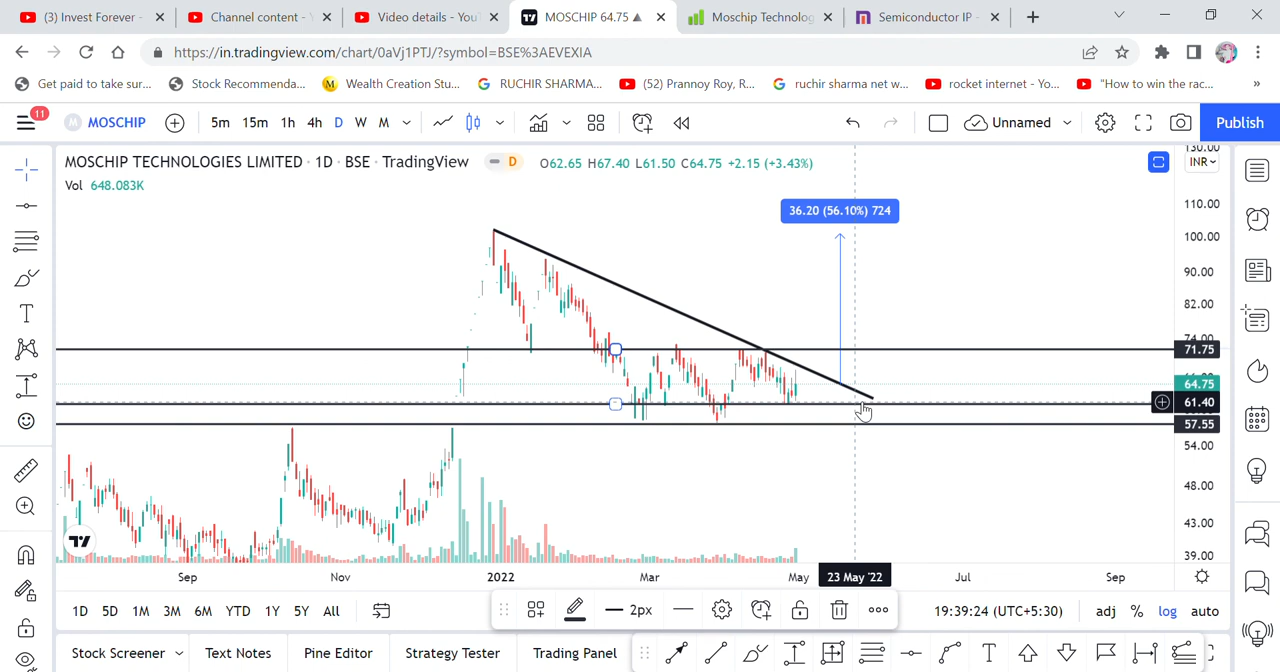 (3) Invest Forever -
Channel content - Y
Video details - You
MOSCHIP 64.75 ▲
Moschip Technolog
Semiconductor IP -
https://in.tradingview.com/chart/0aVj1PTJ/?symbol=BSE%3AEVEXIA
Get paid to take sur...
Stock Recommenda...
M Wealth Creation Stu...
RUCHIR SHARMA...
(52) Prannoy Roy, R...
ruchir sharma net w...
rocket internet - Yo...
"How to win the rac...
»
11
M MOSCHIP
5m 15m 1h 4h D W M
Unnamed
Publish
MOSCHIP TECHNOLOGIES LIMITED · 1D · BSE · TradingView
D
O62.65 H67.40 L61.50 C64.75 +2.15 (+3.43%)
Vol 648.083K
INR
130.00
110.00
100.00
90.00
82.00
74.00
71.75
64.75
61.40
57.55
54.00
48.00
43.00
39.00
36.20 (56.10%) 724
Sep
Nov
2022
Mar
May
23 May '22
Jul
Sep
1D 5D 1M 3M 6M YTD 1Y 5Y All
2px
19:39:24 (UTC+5:30)
adj % log auto
Stock Screener
Text Notes
Pine Editor
Strategy Tester
Trading Panel